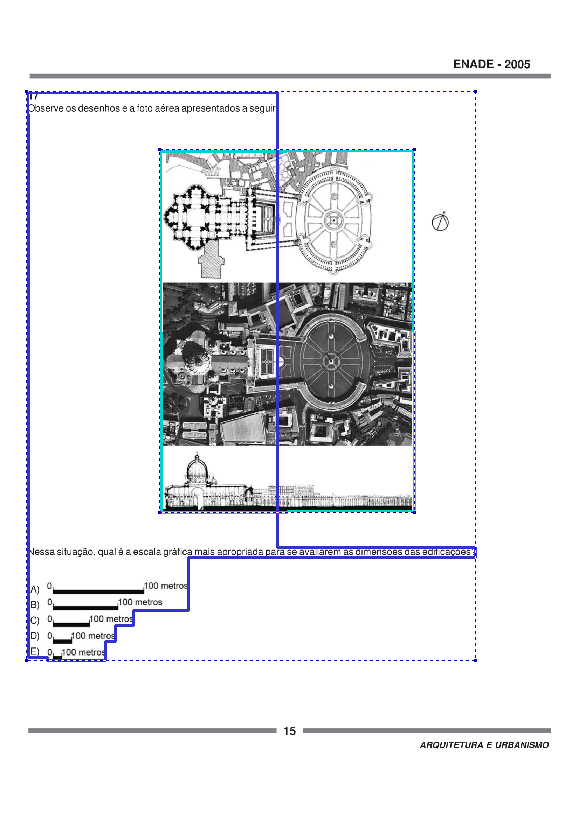 ENADE - 2005
17
Observe os desenhos e a foto aérea apresentados a seguir.
Nessa situação, qual é a escala gráfica mais apropriada para se avaliarem as dimensões das edificações?
A) 0 100 metros
B) 0 100 metros
C) 0 100 metros
D) 0 100 metros
E) 0 100 metros
15
ARQUITETURA E URBANISMO